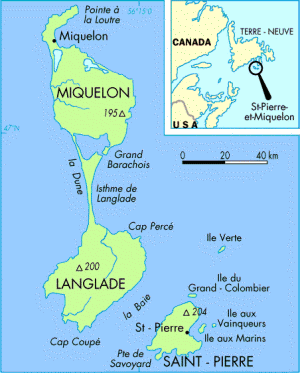 Pointe à
la Loutre
56°15'0
Miquelon
CANADA
TERRE - NEUVE
St-Pierre-
et-Miquelon
USA
MIQUELON
195
47°N
la Dune
Grand
Barachois
Isthme de
Langlade
0 20 40 km
Cap Percé
Ile Verte
LANGLADE
200
Ile du
Grand - Colombier
la Baie
204
St - Pierre
Ile aux
Vainqueurs
Ile aux Marins
Cap Coupé
Pte de
Savoyard
SAINT - PIERRE